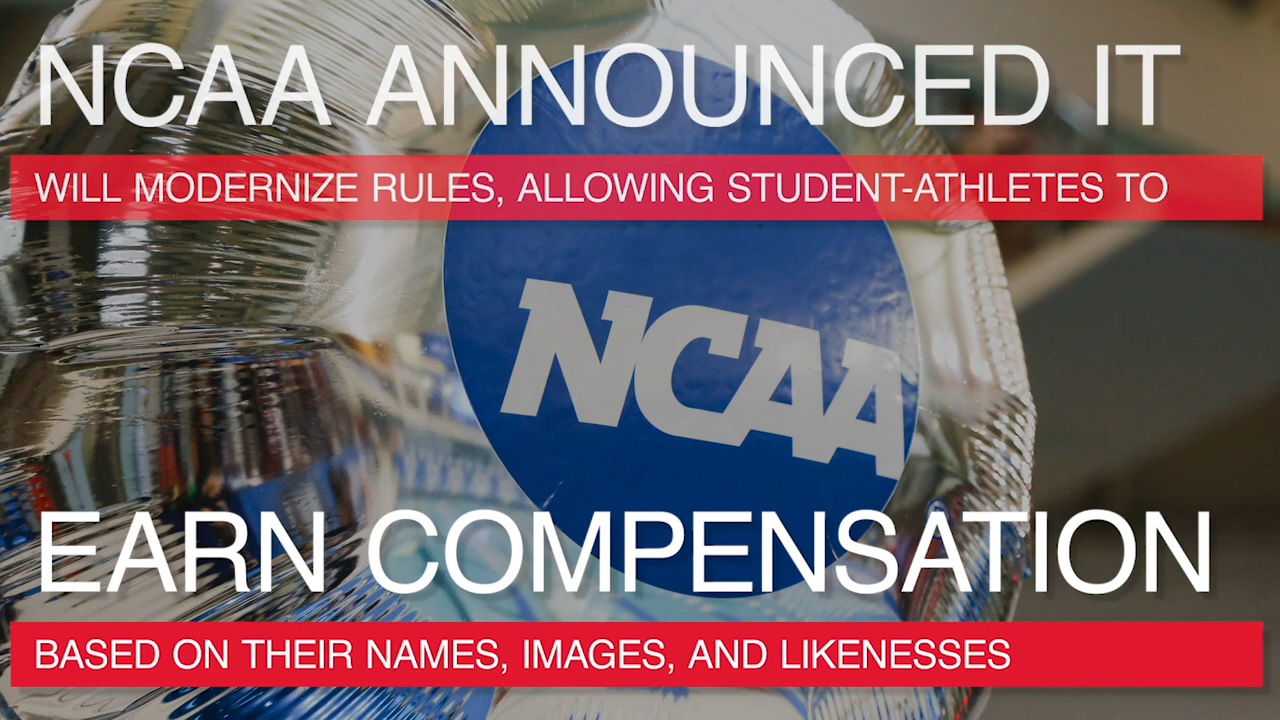 NCAA ANNOUNCED IT
WILL MODERNIZE RULES, ALLOWING STUDENT-ATHLETES TO
NCAA
EARN COMPENSATION
BASED ON THEIR NAMES, IMAGES, AND LIKENESSES